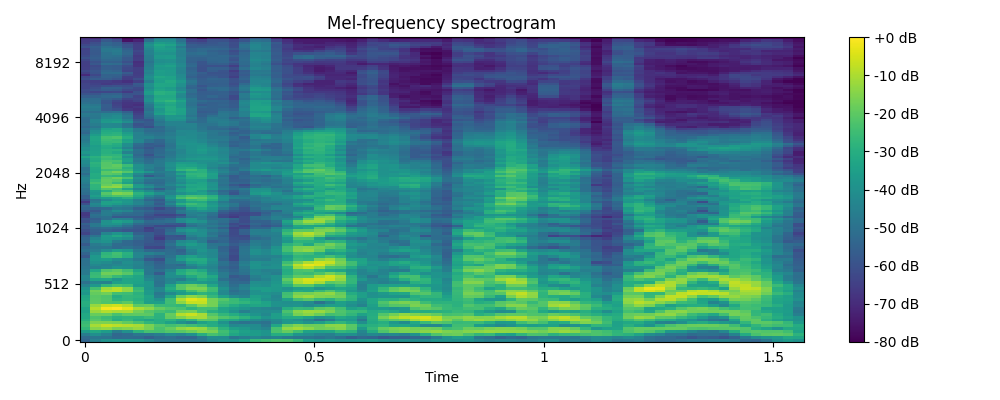 Mel-frequency spectrogram
Hz
8192
4096
2048
1024
512
0
0
0.5
1
1.5
Time
+0 dB
-10 dB
-20 dB
-30 dB
-40 dB
-50 dB
-60 dB
-70 dB
-80 dB